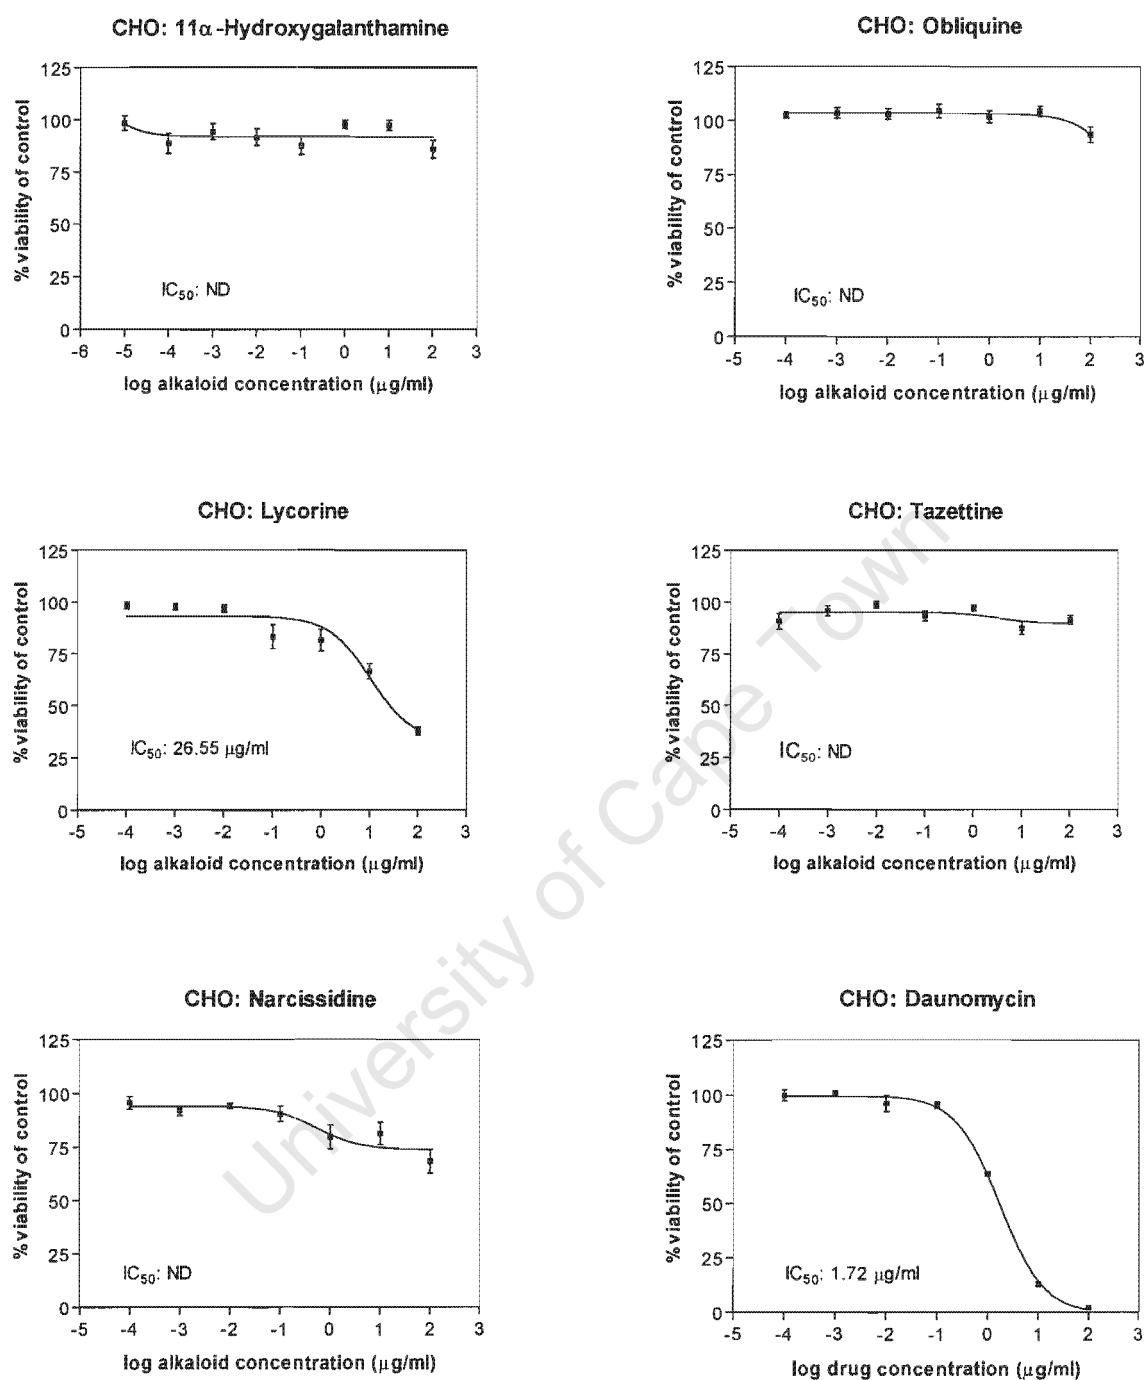 CHO: 11α-Hydroxygalanthamine
% viability of control
125
100
75
50
25
0
IC50: ND
-6 -5 -4 -3 -2 -1 0 1 2 3
log alkaloid concentration (µg/ml)
CHO: Obliquine
% viability of control
125
100
75
50
25
0
IC50: ND
-5 -4 -3 -2 -1 0 1 2 3
log alkaloid concentration (µg/ml)
CHO: Lycorine
% viability of control
125
100
75
50
25
0
IC50: 26.55 µg/ml
-5 -4 -3 -2 -1 0 1 2 3
log alkaloid concentration (µg/ml)
CHO: Tazettine
% viability of control
125
100
75
50
25
0
IC50: ND
-5 -4 -3 -2 -1 0 1 2 3
log alkaloid concentration (µg/ml)
CHO: Narcissidine
% viability of control
125
100
75
50
25
0
IC50: ND
-5 -4 -3 -2 -1 0 1 2 3
log alkaloid concentration (µg/ml)
CHO: Daunomycin
% viability of control
125
100
75
50
25
0
IC50: 1.72 µg/ml
-5 -4 -3 -2 -1 0 1 2 3
log drug concentration (µg/ml)
University of Cape Town